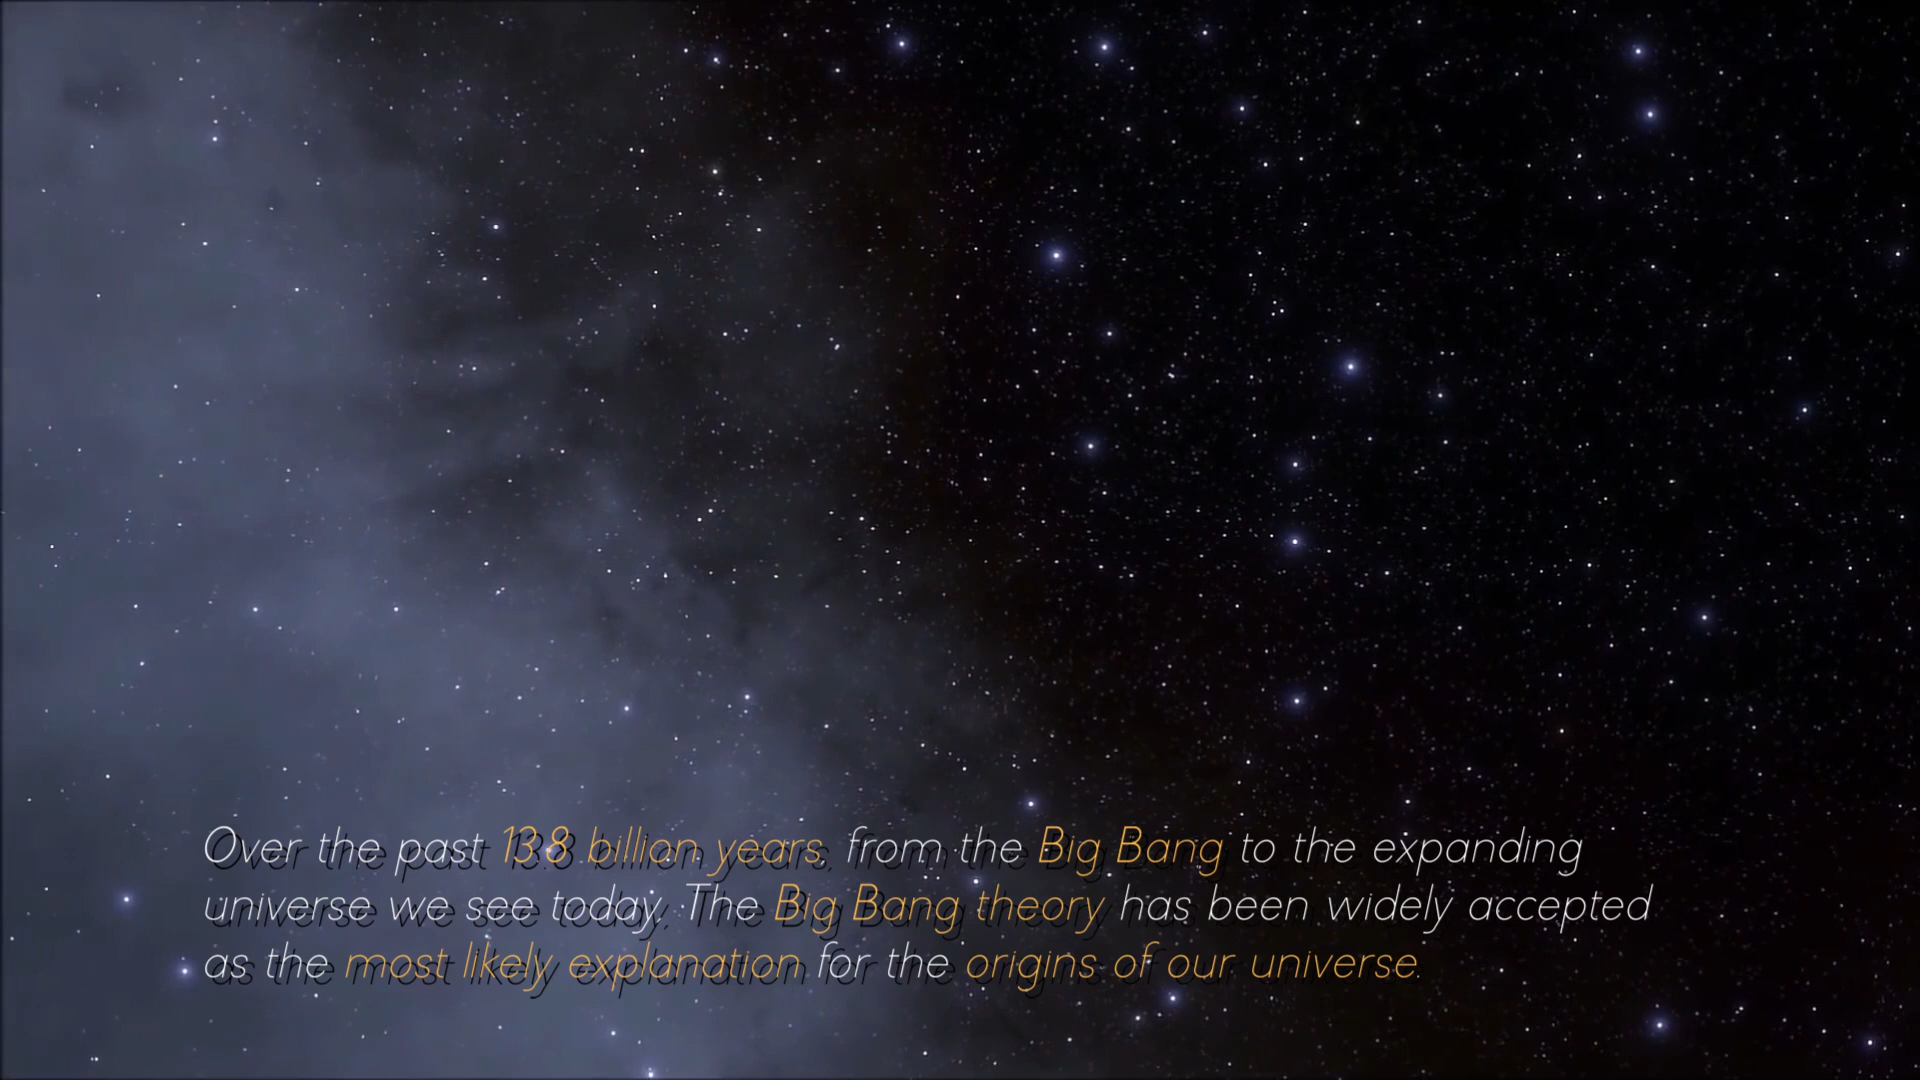 Over the past 13.8 billion years, from the Big Bang to the expanding
universe we see today. The Big Bang theory has been widely accepted
as the most likely explanation for the origins of our universe.